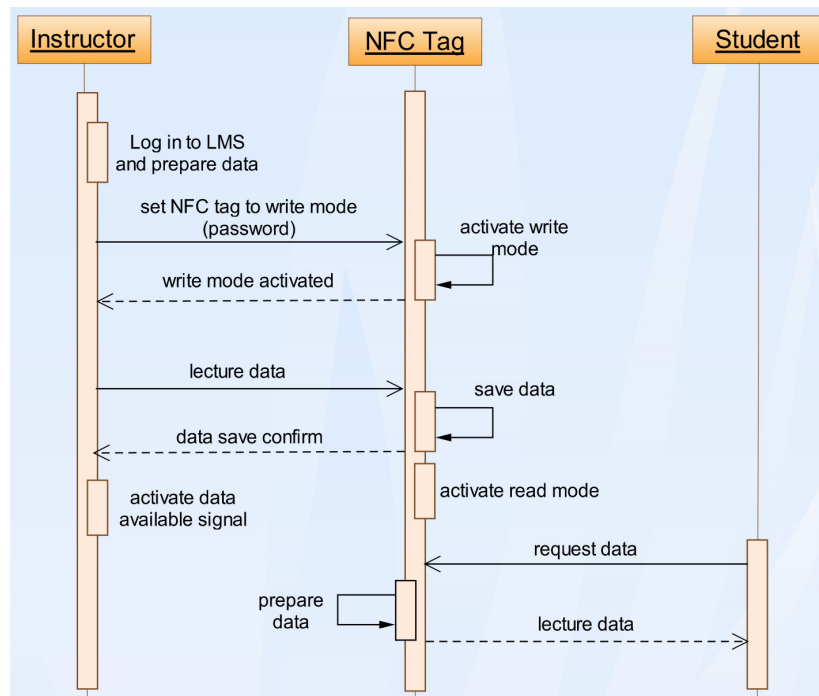 Instructor
NFC Tag
Student
Log in to LMS
and prepare data
set NFC tag to write mode
(password)
activate write
mode
write mode activated
lecture data
save data
data save confirm
activate read mode
activate data
available signal
request data
prepare
data
lecture data